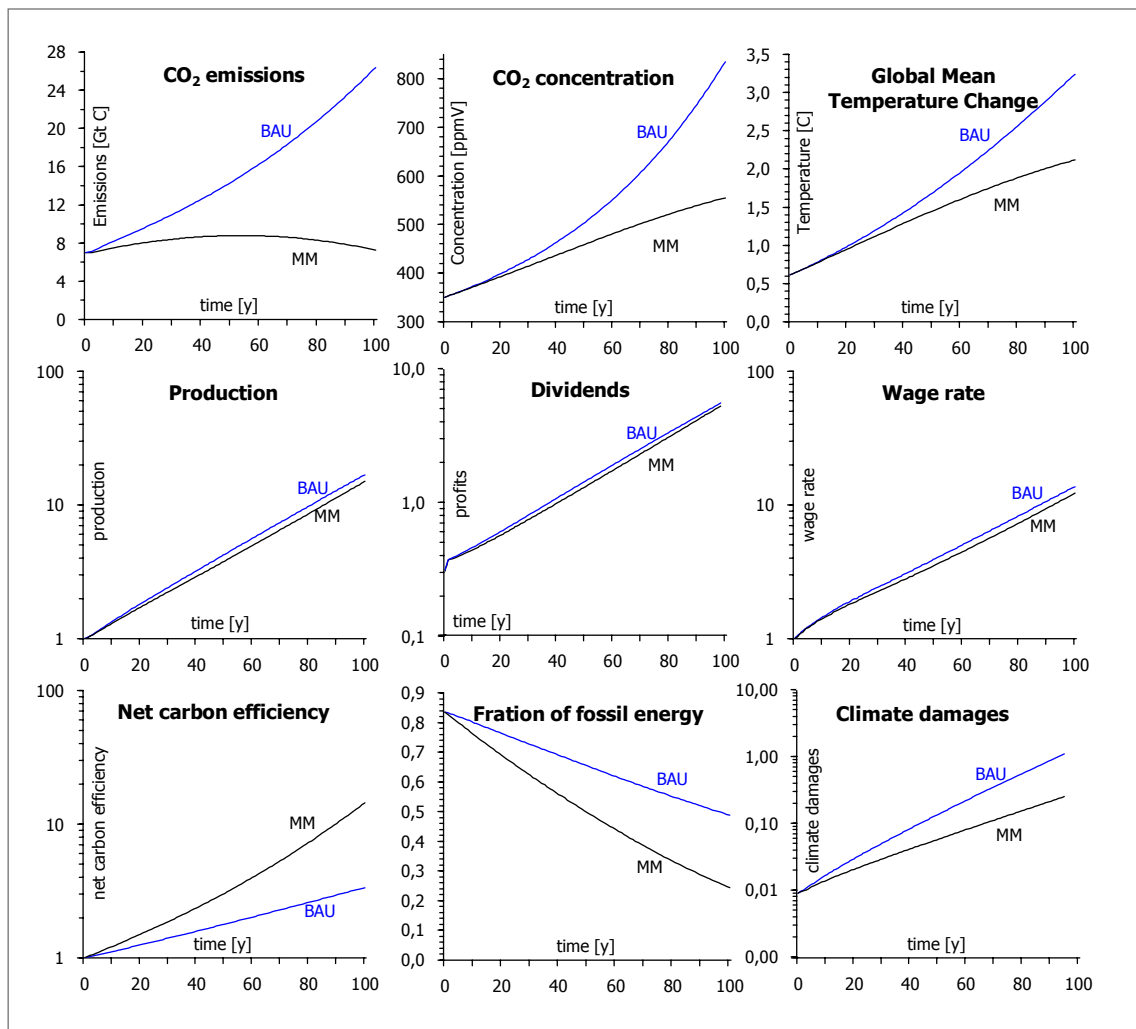 CO2 emissions
28
24
20
16
12
8
4
0
Emissions [Gt C]
BAU
MM
time [y]
0 20 40 60 80 100
CO2 concentration
800
700
600
500
400
300
Concentration [ppmV]
BAU
MM
time [y]
0 20 40 60 80 100
Global Mean
Temperature Change
3,5
3,0
2,5
2,0
1,5
1,0
0,5
0,0
Temperature [C]
BAU
MM
time [y]
0 20 40 60 80 100
Production
100
10
1
production
BAU
MM
time [y]
0 20 40 60 80 100
Dividends
10,0
1,0
0,1
profits
BAU
MM
time [y]
0 20 40 60 80 100
Wage rate
100
10
1
wage rate
BAU
MM
time [y]
0 20 40 60 80 100
Net carbon efficiency
100
10
1
net carbon efficiency
MM
BAU
time [y]
0 20 40 60 80 100
Fration of fossil energy
0,9
0,8
0,7
0,6
0,5
0,4
0,3
0,2
0,1
0,0
BAU
MM
time [y]
0 20 40 60 80 100
Climate damages
10,00
1,00
0,10
0,01
0,00
climate damages
BAU
MM
time [y]
0 20 40 60 80 100